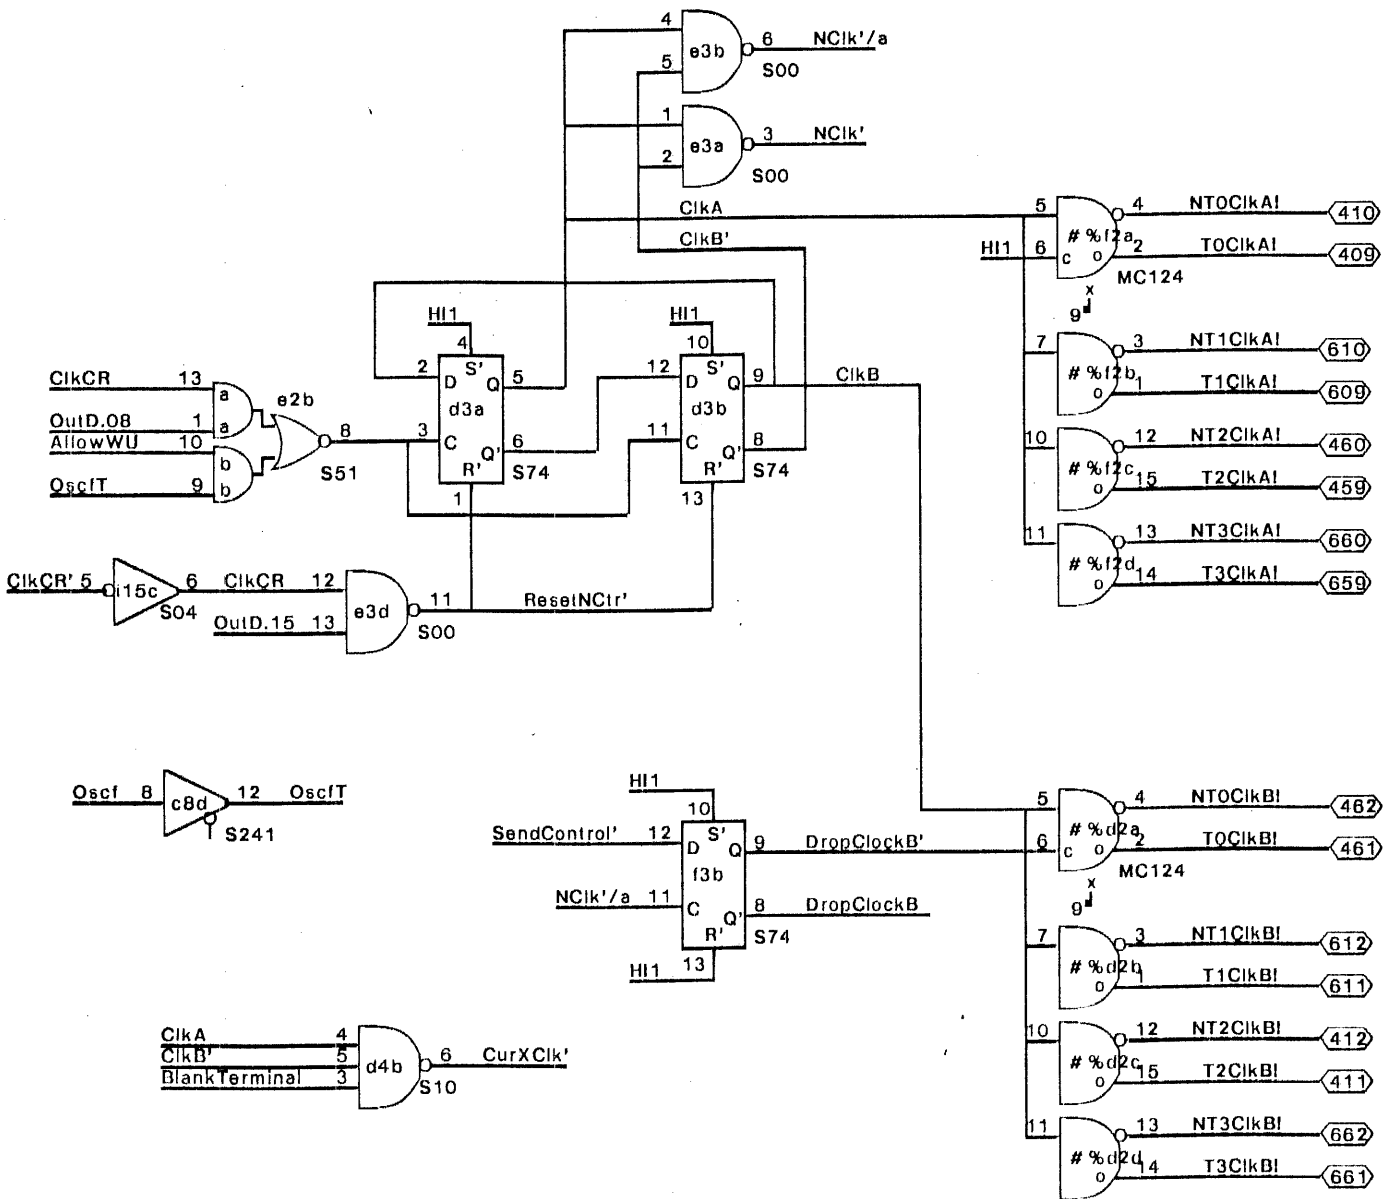 4 e3b 6 NClk'/a
5 S00
1 e3a 3 NClk'
2 S00
ClkA
ClkB'
5 # %f2a 4 NT0ClkA! 410
HI1 6 c o 2 T0ClkA! 409
MC124
x
9
7 # %f2b 3 NT1ClkA! 610
o 1 T1ClkA! 609
10 # %f2c 12 NT2ClkA! 460
o 15 T2ClkA! 459
11 # %f2d 13 NT3ClkA! 660
o 14 T3ClkA! 659
HI1
4
2 D S' Q 5
d3a
3 C Q' 6
R' S74
1
HI1
10
12 D S' Q 9 ClkB
d3b
11 C Q' 8
R' S74
13
ClkCR 13 a
e2b
OutD.08 1 a
8
AllowWU 10 b
S51
OscfT 9 b
ClkCR' 5 i15c 6 ClkCR 12
S04
e3d 11 ResetNCtr'
OutD.15 13 S00
Oscf 8 c8d 12 OscfT
S241
HI1
10
SendControl' 12 D S' Q 9 DropClockB'
f3b
NClk'/a 11 C Q' 8 DropClockB
R' S74
HI1 13
5 # %d2a 4 NT0ClkB! 462
6 c o 2 T0ClkB! 461
MC124
x
9
7 # %d2b 3 NT1ClkB! 612
o 1 T1ClkB! 611
10 # %d2c 12 NT2ClkB! 412
o 15 T2ClkB! 411
11 # %d2d 13 NT3ClkB! 662
o 14 T3ClkB! 661
ClkA 4
ClkB' 5 d4b 6 CurXClk'
BlankTerminal 3 S10